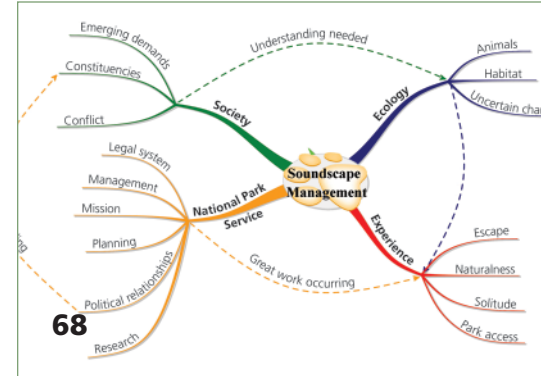 Emerging demands
Constituencies
Conflict
Society
Understanding needed
Ecology
Animals
Habitat
Uncertain
Soundscape
Management
Legal system
Management
Mission
Planning
Political relationships
Research
National Park
Service
Great work occurring
Experience
Escape
Naturalness
Solitude
Park access
68